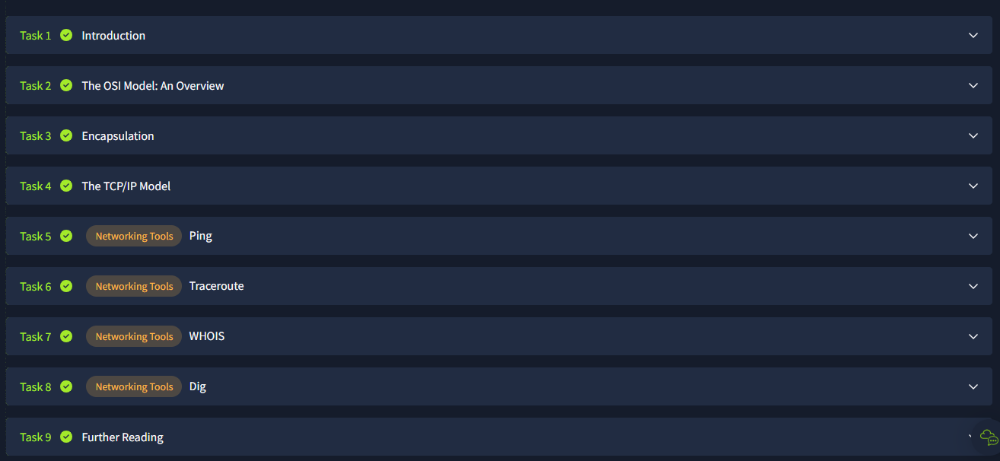 Task 1 Introduction
Task 2 The OSI Model: An Overview
Task 3 Encapsulation
Task 4 The TCP/IP Model
Task 5 Networking Tools Ping
Task 6 Networking Tools Traceroute
Task 7 Networking Tools WHOIS
Task 8 Networking Tools Dig
Task 9 Further Reading